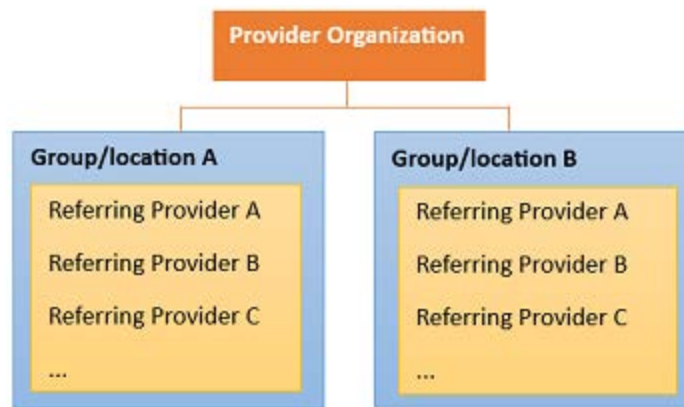 Provider Organization
Group/location A
Referring Provider A
Referring Provider B
Referring Provider C
...
Group/location B
Referring Provider A
Referring Provider B
Referring Provider C
...